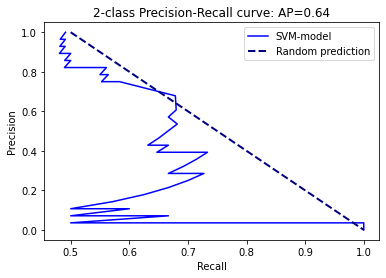 2-class Precision-Recall curve: AP=0.64
SVM-model
Random prediction
Precision
1.0
0.8
0.6
0.4
0.2
0.0
0.5 0.6 0.7 0.8 0.9 1.0
Recall